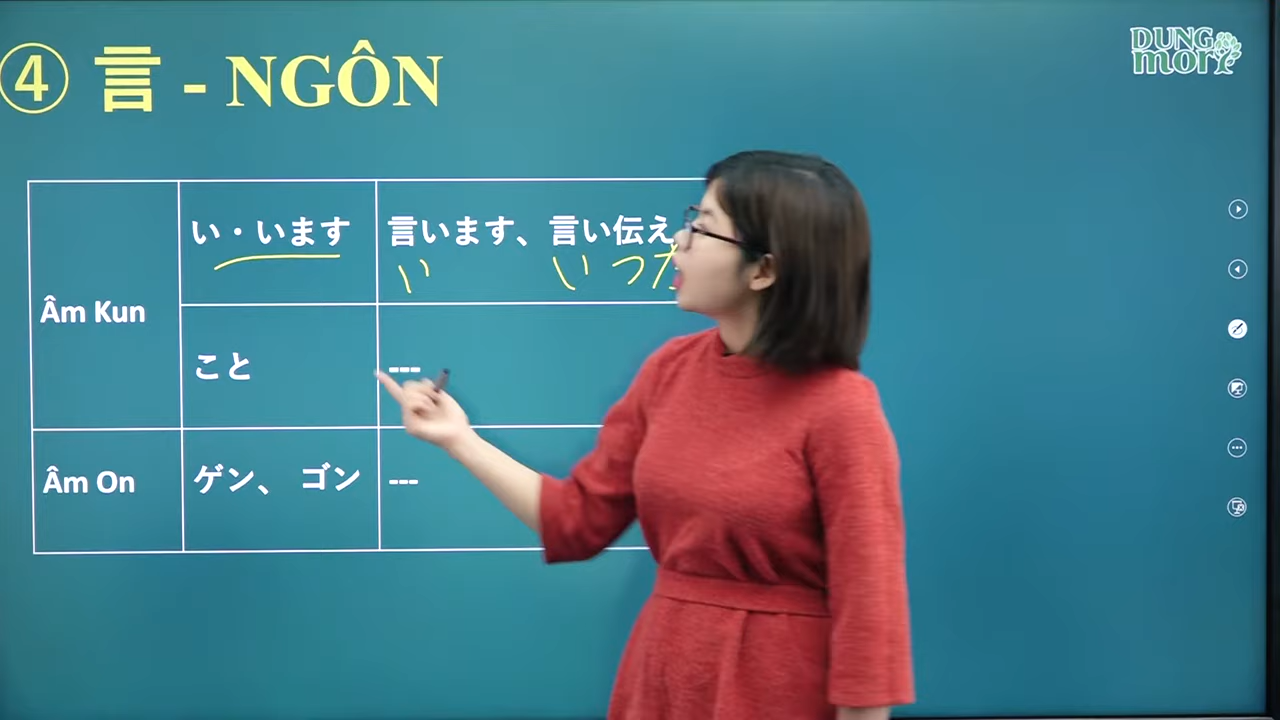 ④ 言 - NGÔN
DUNG
mori
い・います
言います、言い伝え
い
い つた
Âm Kun
こと
---
Âm On
ゲン、 ゴン
---